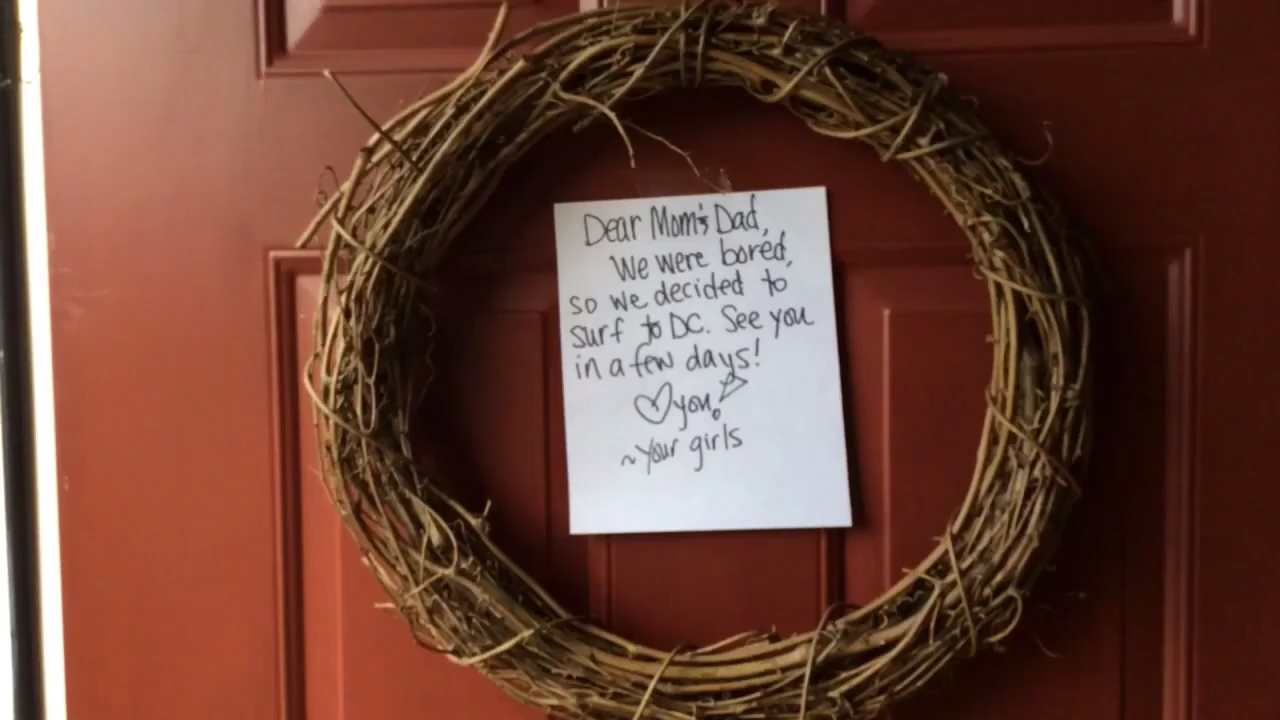 Dear Mom's Dad,
We were bored,
so we decided to
surf to DC. See you
in a few days!
♡ you!
~Your girls